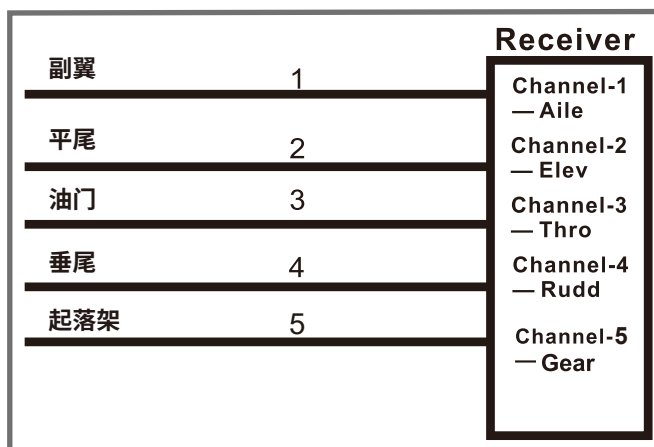 Receiver
副翼 1
Channel-1
— Aile
平尾 2
Channel-2
— Elev
油门 3
Channel-3
— Thro
垂尾 4
Channel-4
— Rudd
起落架 5
Channel-5
— Gear